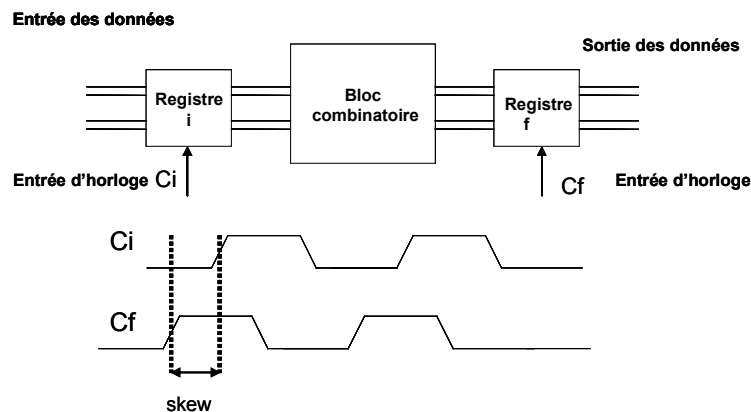 Entrée des données
Sortie des données
Registre
i
Bloc
combinatoire
Registre
f
Entrée d'horloge Ci
Cf Entrée d'horloge
Ci
Cf
skew